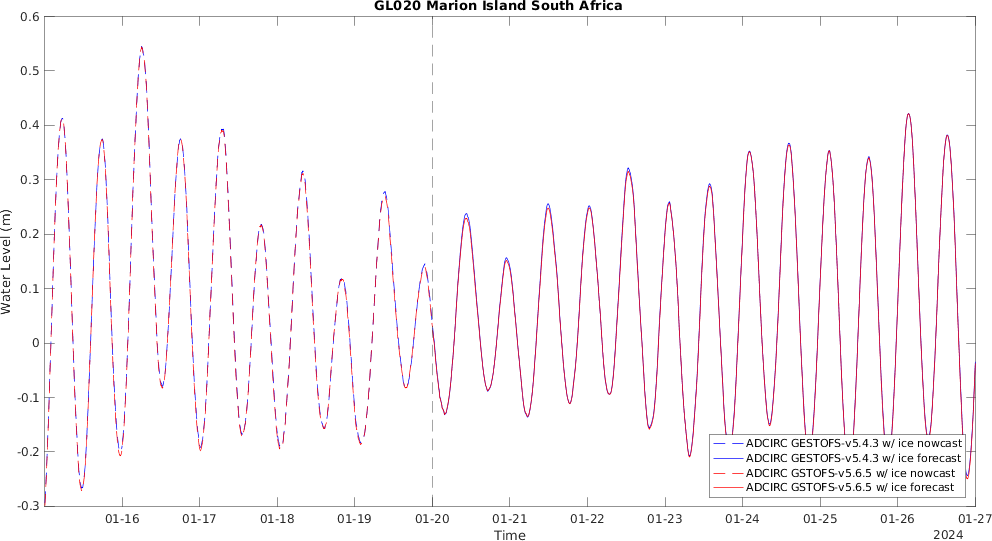 GL020 Marion Island South Africa
0.6
0.5
0.4
0.3
0.2
0.1
0
-0.1
-0.2
-0.3
Water Level (m)
ADCIRC GESTOFS-v5.4.3 w/ ice nowcast
ADCIRC GESTOFS-v5.4.3 w/ ice forecast
ADCIRC GSTOFS-v5.6.5 w/ ice nowcast
ADCIRC GSTOFS-v5.6.5 w/ ice forecast
01-16 01-17 01-18 01-19 01-20 01-21 01-22 01-23 01-24 01-25 01-26 01-27
Time
2024